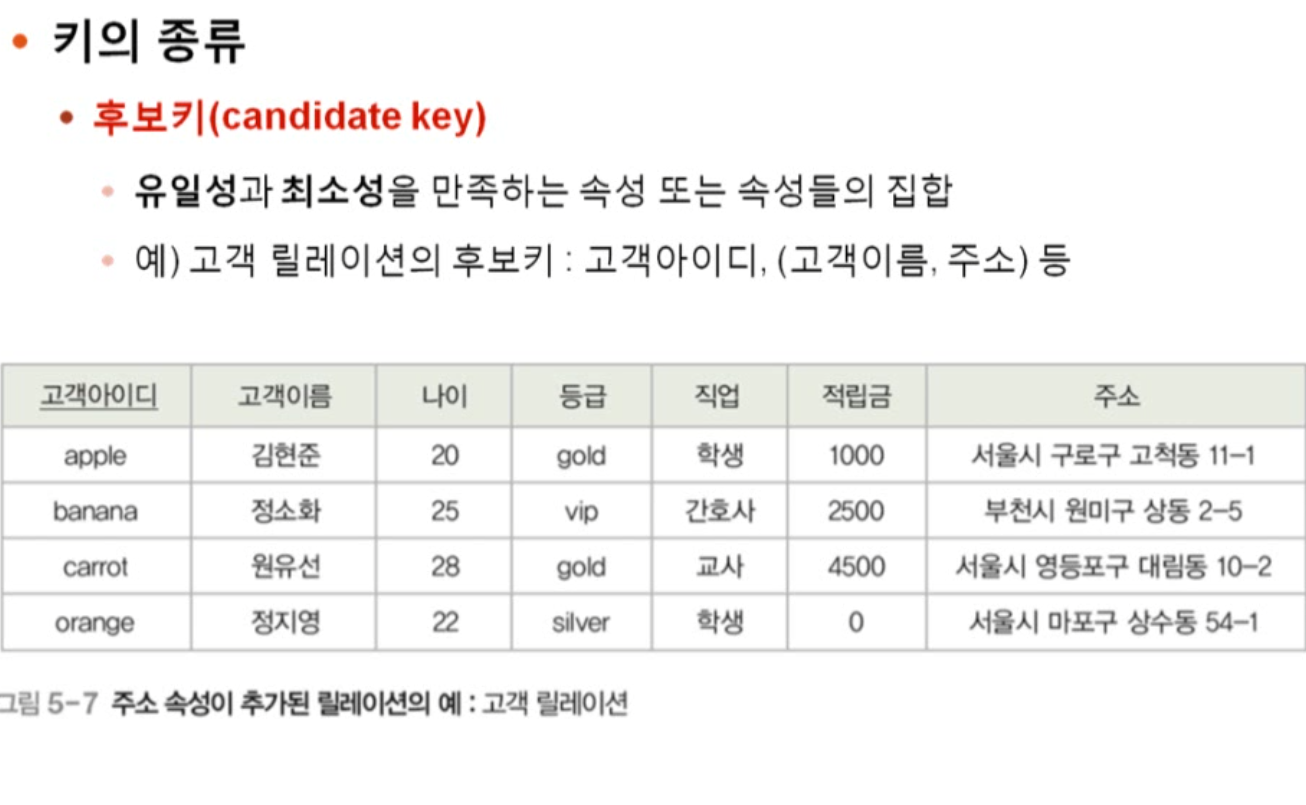 키의 종류
후보키(candidate key)
유일성과 최소성을 만족하는 속성 또는 속성들의 집합
예) 고객 릴레이션의 후보키 : 고객아이디, (고객이름, 주소) 등
고객아이디 고객이름 나이 등급 직업 적립금 주소
apple 김현준 20 gold 학생 1000 서울시 구로구 고척동 11-1
banana 정소화 25 vip 간호사 2500 부천시 원미구 상동 2-5
carrot 원유선 28 gold 교사 4500 서울시 영등포구 대림동 10-2
orange 정지영 22 silver 학생 0 서울시 마포구 상수동 54-1
그림 5-7 주소 속성이 추가된 릴레이션의 예 : 고객 릴레이션